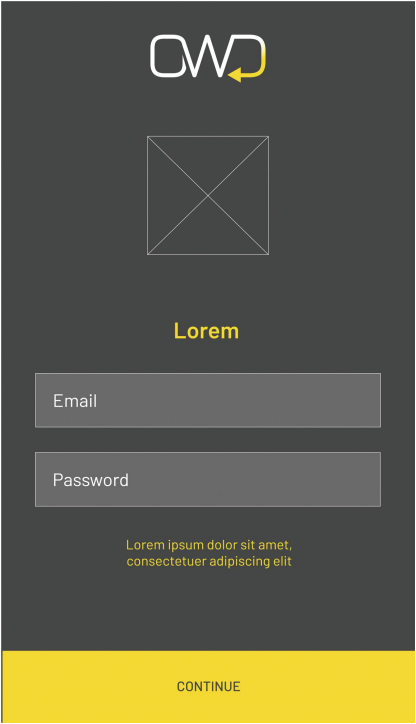 OWD
Lorem
Email
Password
Lorem ipsum dolor sit amet,
consectetuer adipiscing elit
CONTINUE